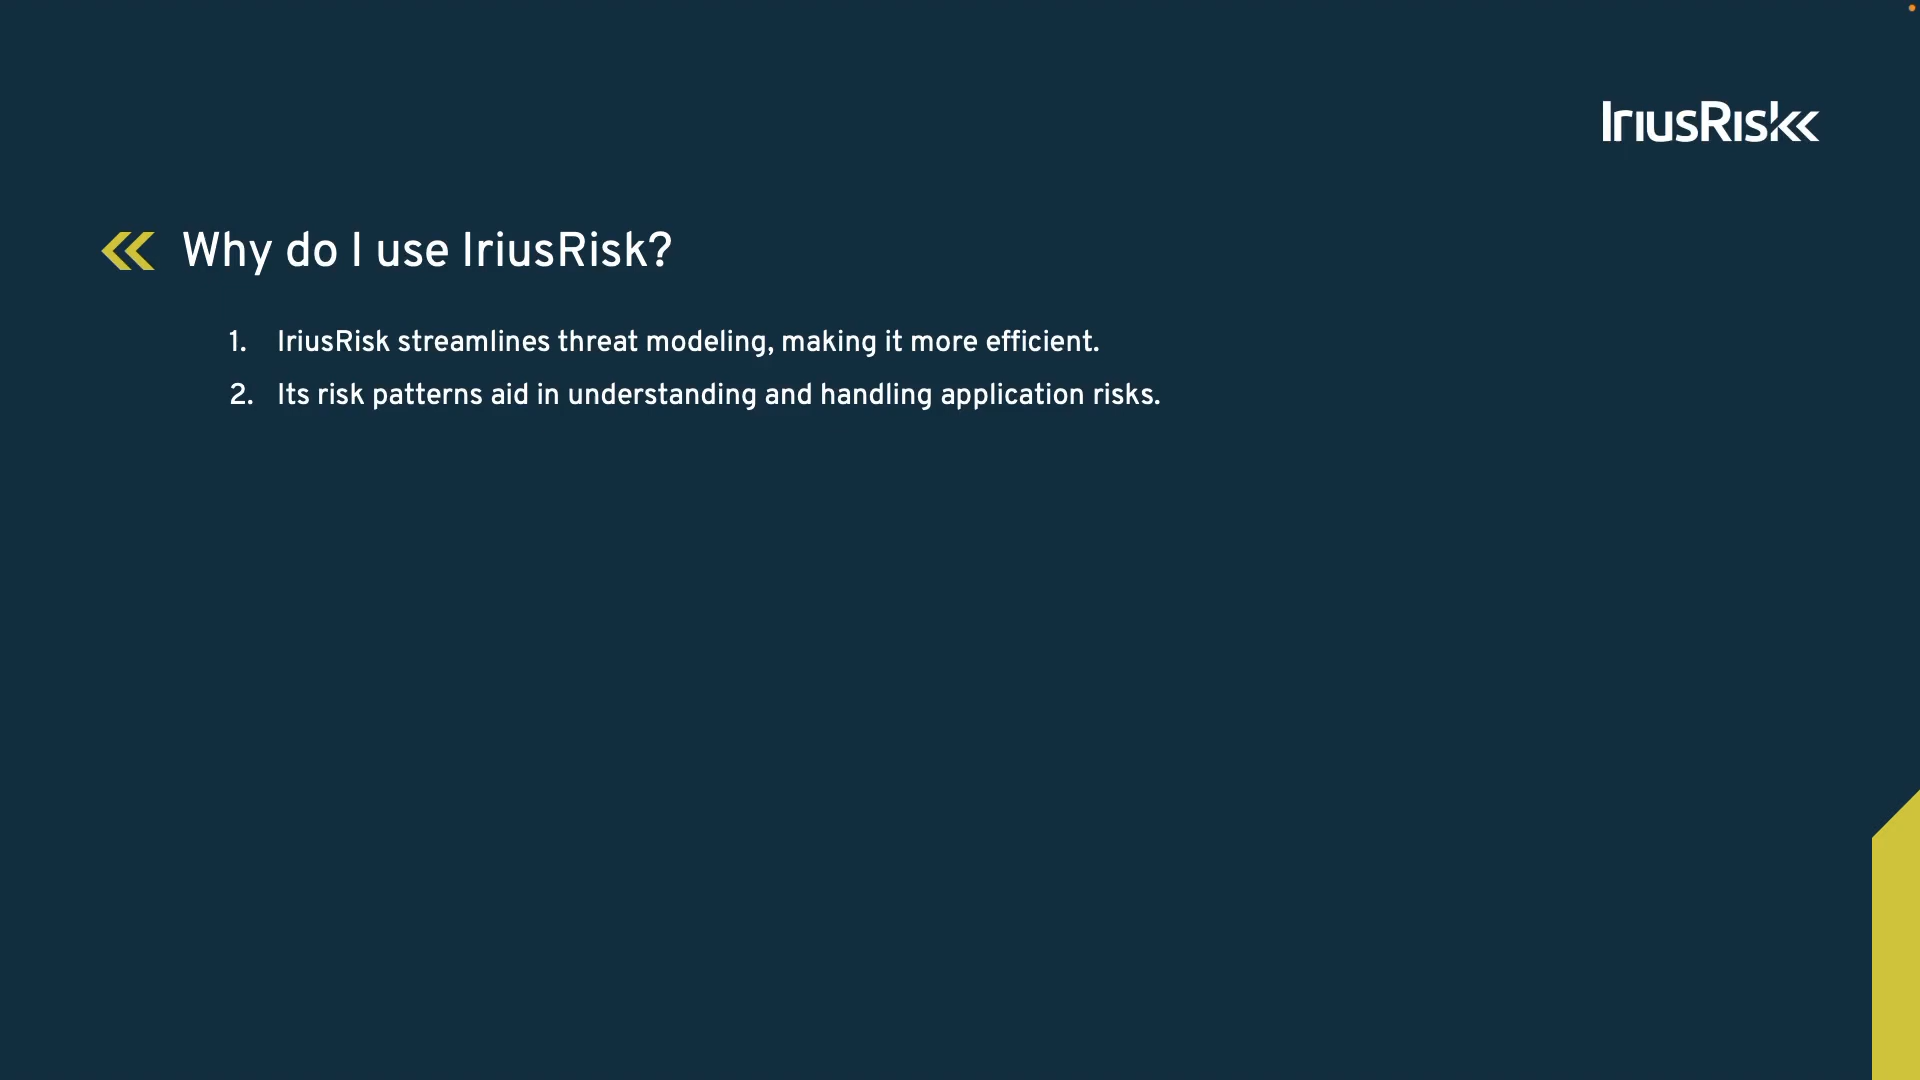 IriusRisk
Why do I use IriusRisk?
1. IriusRisk streamlines threat modeling, making it more efficient.
2. Its risk patterns aid in understanding and handling application risks.